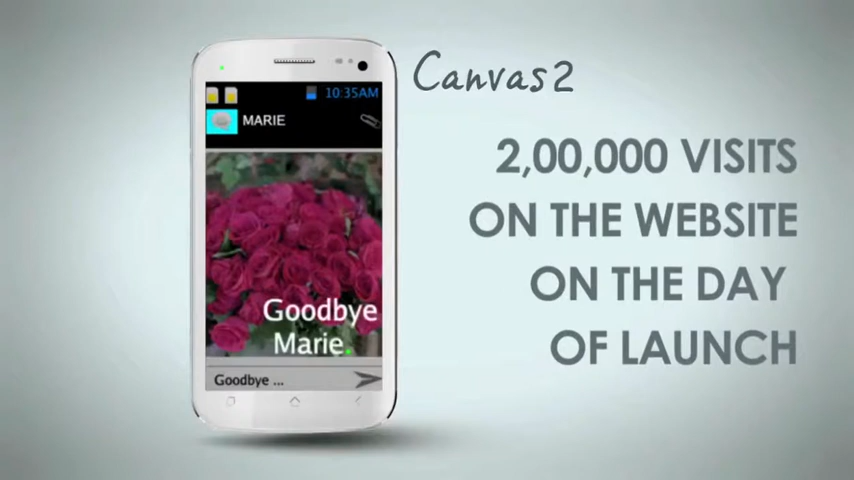 Canvas2
10:35AM
MARIE
2,00,000 VISITS
ON THE WEBSITE
ON THE DAY
OF LAUNCH
Goodbye
Marie.
Goodbye ...